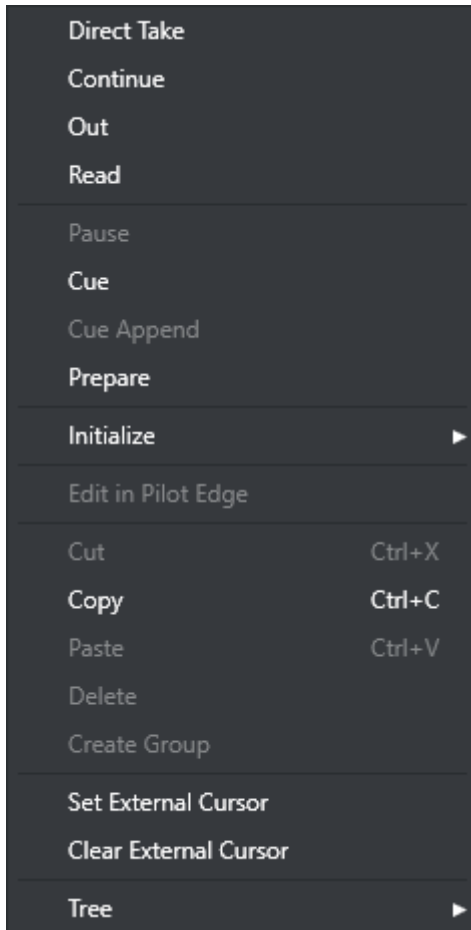 Direct Take
Continue
Out
Read
Pause
Cue
Cue Append
Prepare
Initialize
Edit in Pilot Edge
Cut Ctrl+X
Copy Ctrl+C
Paste Ctrl+V
Delete
Create Group
Set External Cursor
Clear External Cursor
Tree